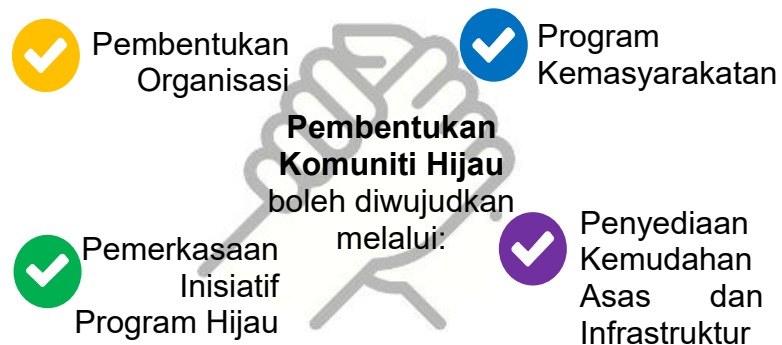 Pembentukan
Organisasi
Program
Kemasyarakatan
Pembentukan
Komuniti Hijau
boleh diwujudkan
melalui:
Pemerkasaan
Inisiatif
Program Hijau
Penyediaan
Kemudahan
Asas dan
Infrastruktur